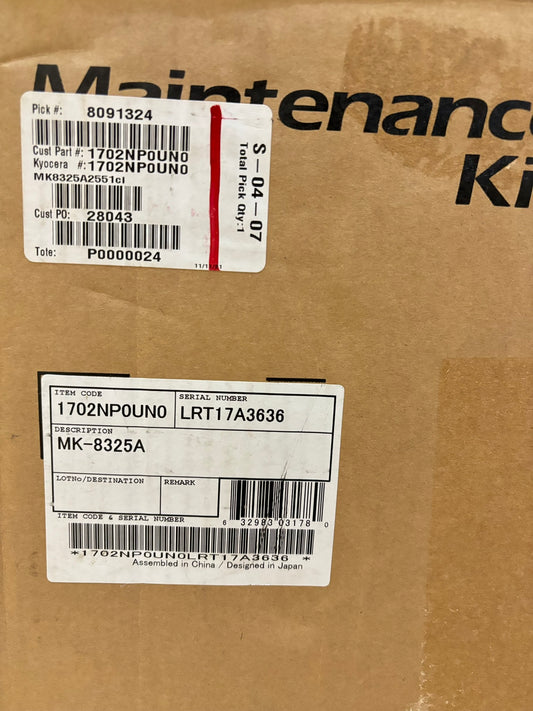 Maintenance
Kit
Pick #: 8091324
Cust Part #: 1702NP0UN0
Kyocera #: 1702NP0UN0
MK8325A2551cl
Cust PO: 28043
Tote: P0000024
S-04-07
Total Pick Qty:1
ITEM CODE
1702NP0UN0
SERIAL NUMBER
LRT17A3636
DESCRIPTION
MK-8325A
LOTNo/DESTINATION
REMARK
ITEM CODE & SERIAL NUMBER
6 32983 03178 0
*1702NP0UN0LRT17A3636 *
Assembled in China / Designed in Japan